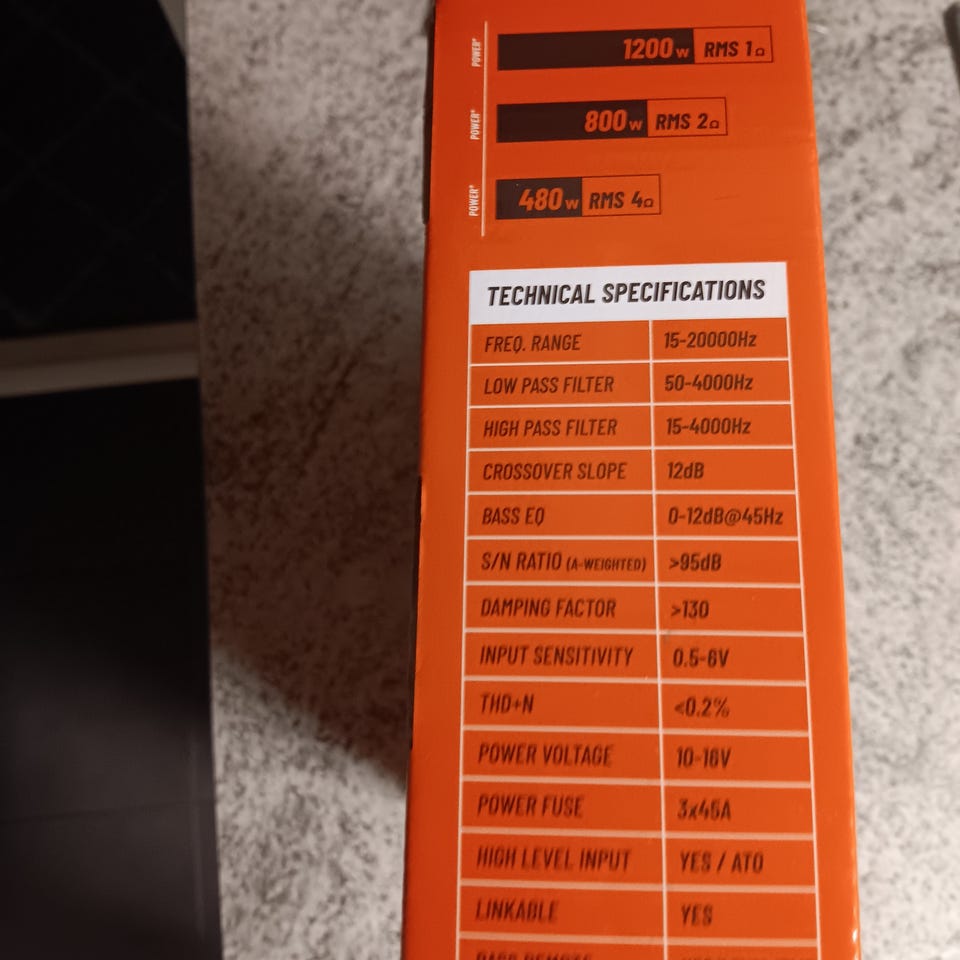 POWER* 1200W RMS 1Ω
POWER* 800W RMS 2Ω
POWER* 480W RMS 4Ω
TECHNICAL SPECIFICATIONS
FREQ. RANGE 15-20000Hz
LOW PASS FILTER 50-4000Hz
HIGH PASS FILTER 15-4000Hz
CROSSOVER SLOPE 12dB
BASS EQ 0-12dB@45Hz
S/N RATIO (A-WEIGHTED) >95dB
DAMPING FACTOR >130
INPUT SENSITIVITY 0.5-6V
THD+N <0.2%
POWER VOLTAGE 10-16V
POWER FUSE 3x45A
HIGH LEVEL INPUT YES / ATO
LINKABLE YES
BASS REMOTE